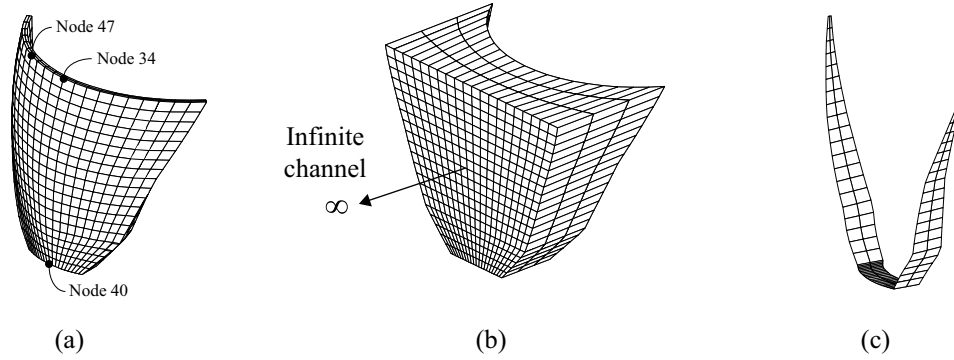 Node 47
Node 34
Node 40
Infinite
channel
∞
(a)
(b)
(c)